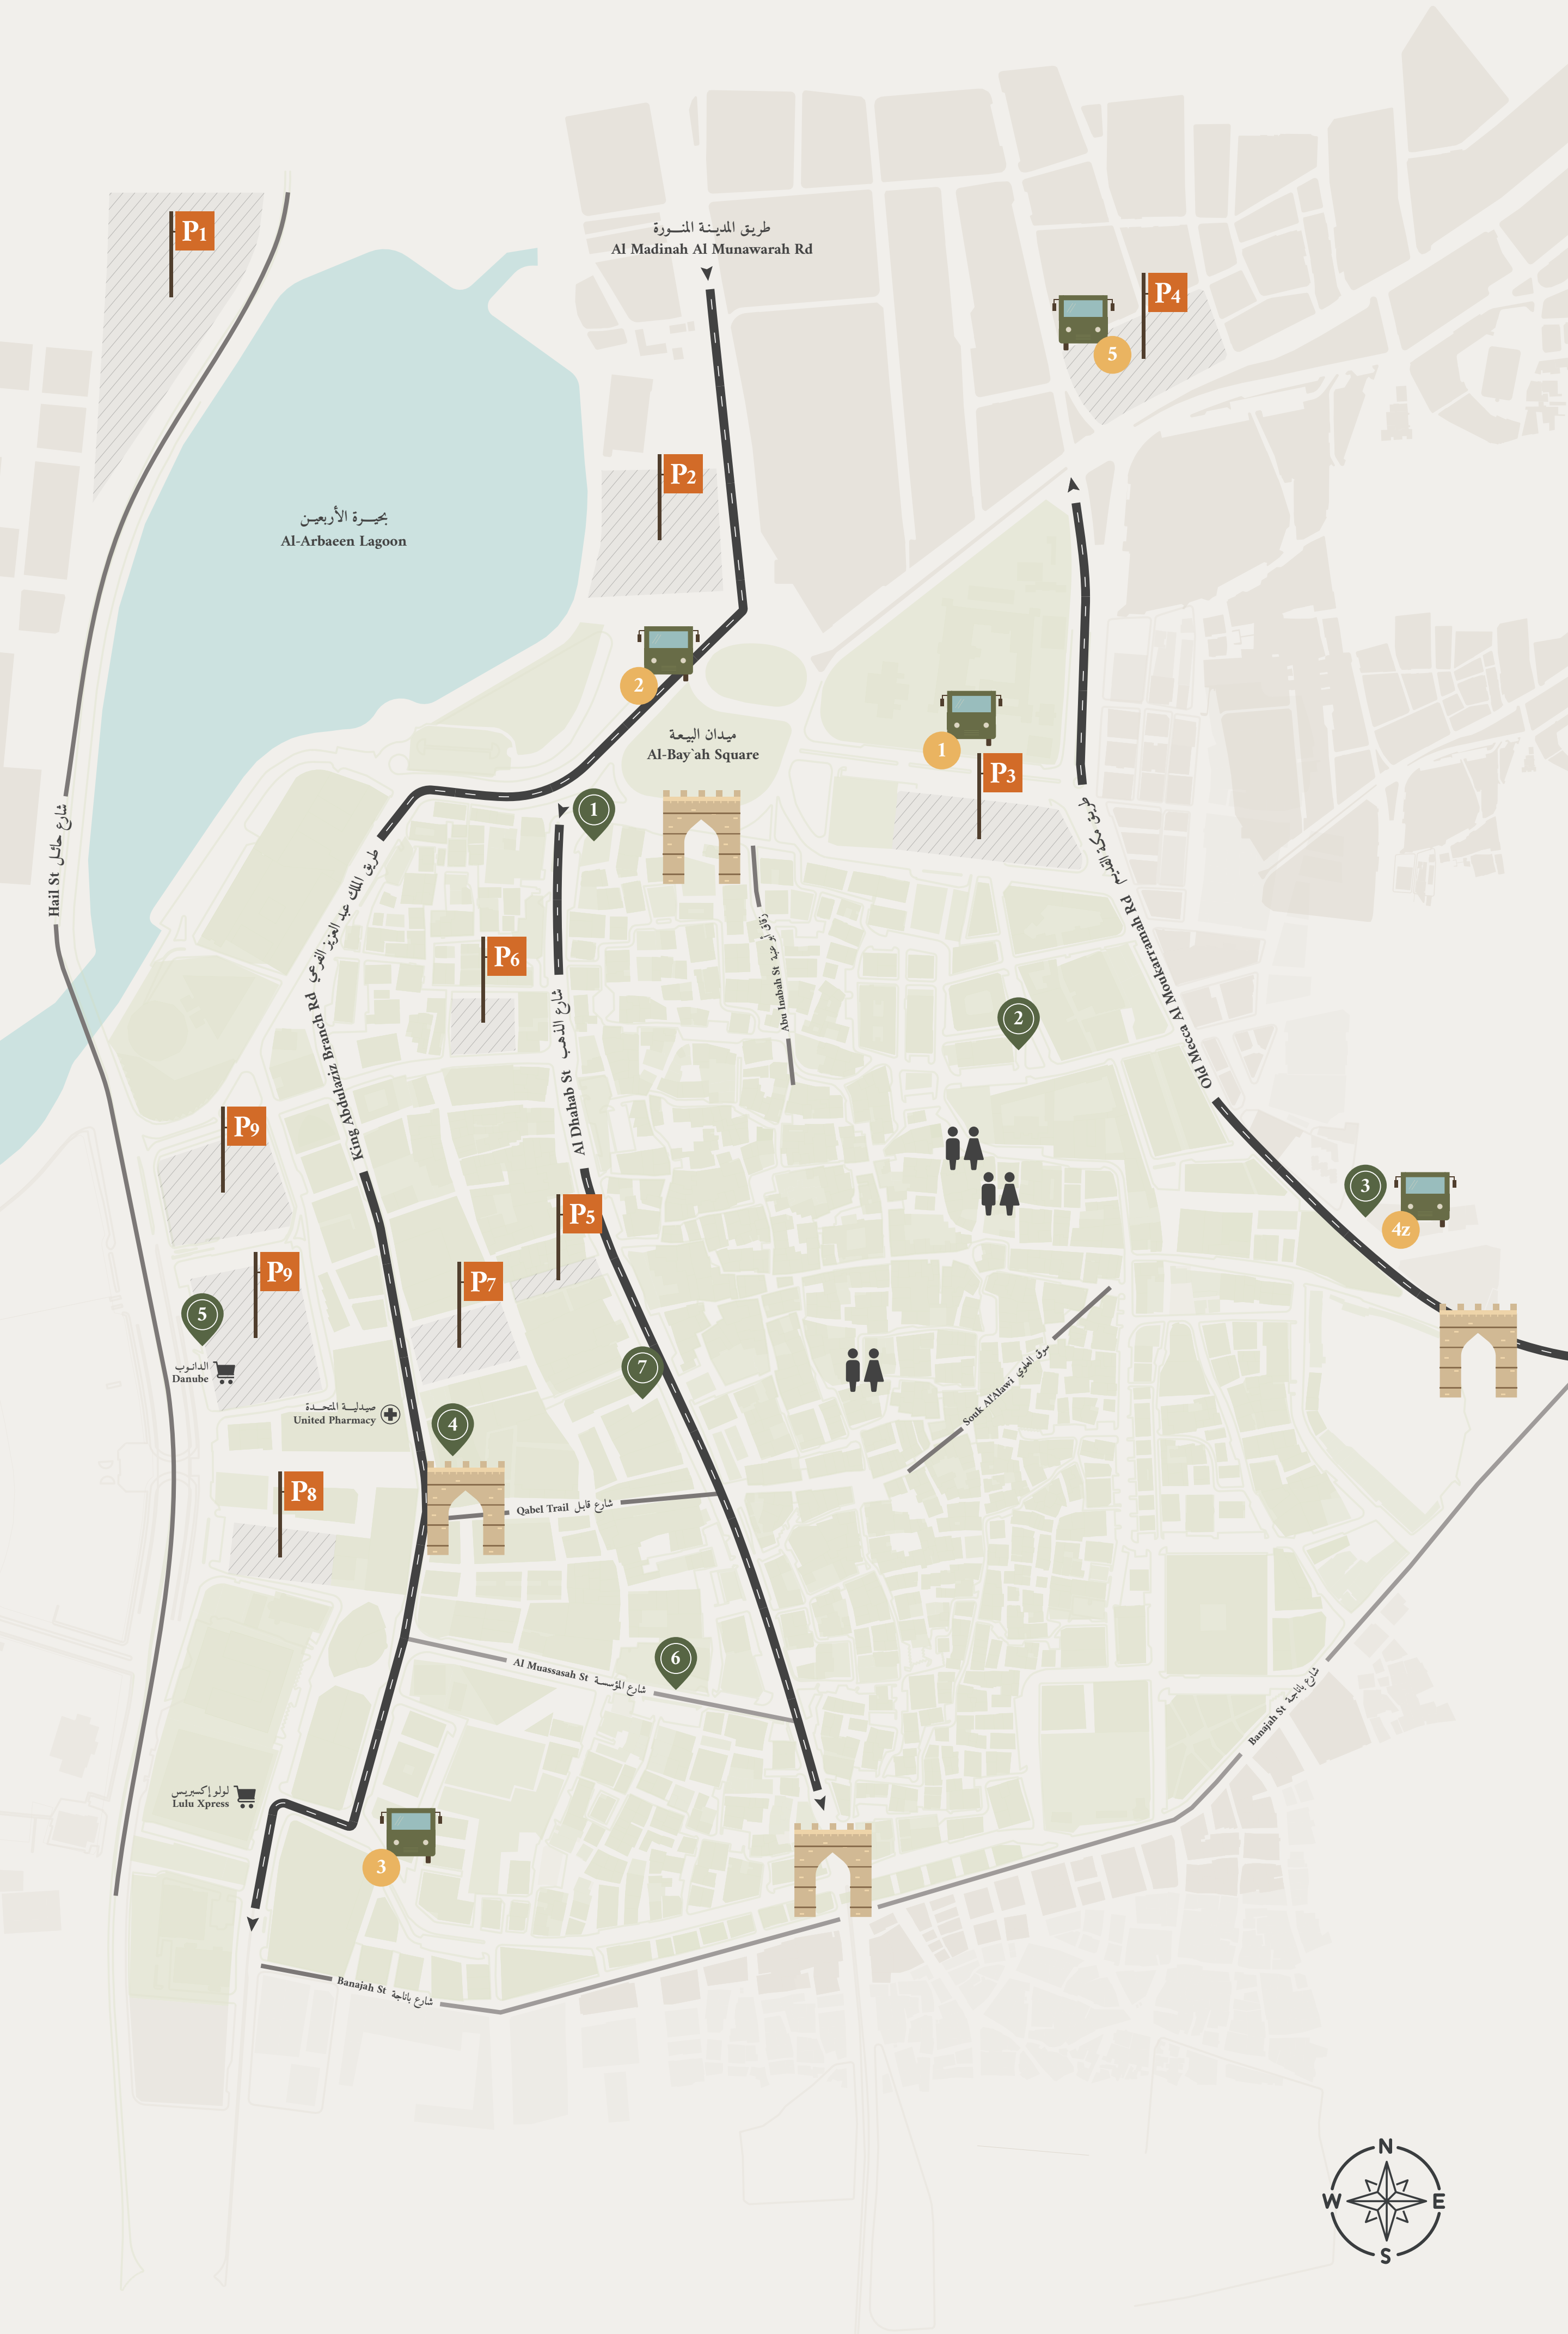 P1
طريق المدينة المنورة
Al Madinah Al Munawarah Rd
P4
5
P2
بحيرة الأربعين
Al-Arbaeen Lagoon
2
ميدان البيعة
Al-Bay`ah Square
1
P3
1
شارع حائل
Hail St
طريق الملك عبد العزيز الفرعي
King Abdulaziz Branch Rd
P6
شارع الذهب
Al Dhahab St
زقاق أبو عنبة
Abu Inabah St
طريق مكة القديم
Old Mecca Al Moukarramah Rd
2
P9
3
4z
P5
P9
P7
5
الدانوب
Danube
7
صيدلية المتحدة
United Pharmacy
4
سوق العلوي
Souk Al'Alawi
P8
Qabel Trail شارع قابل
6
Al Muassasah St شارع المؤسسة
Banajah St شارع باناجة
لولو إكسبريس
Lulu Xpress
3
Banajah St شارع باناجة
N
W E
S